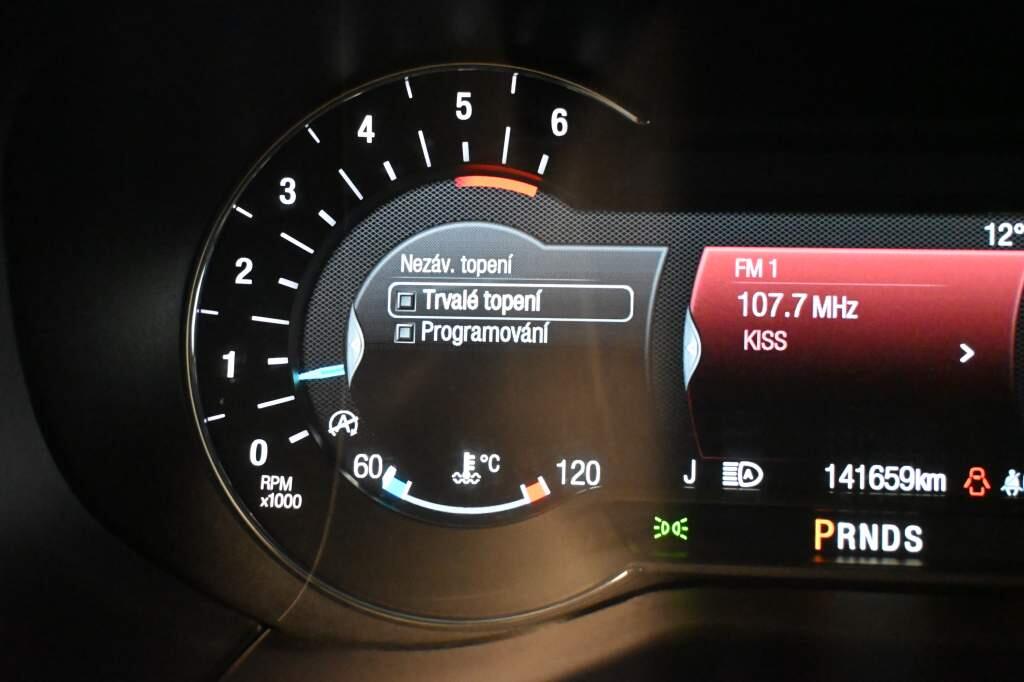 6
5
4
3
2
1
0
RPM
x1000
Nezáv. topení
Trvalé topení
Programování
60
°C
120
12°
FM 1
107.7 MHz
KISS
J
A
141659km
PRNDS